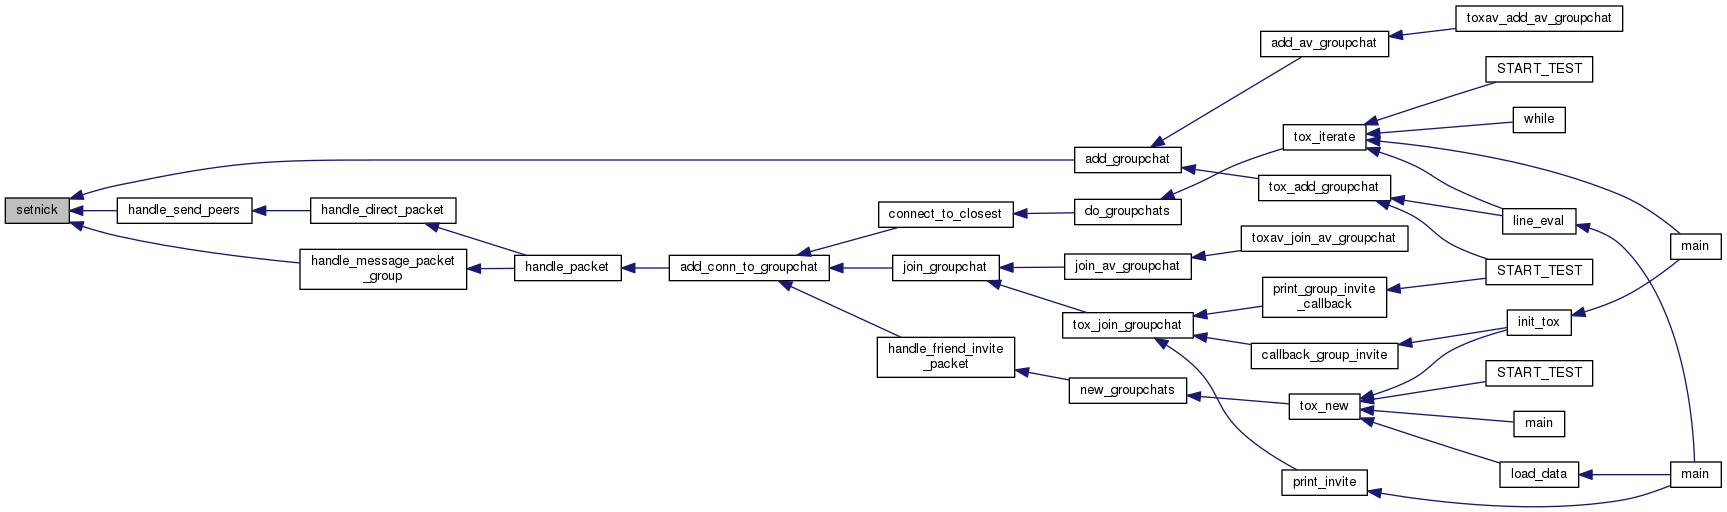 setnick
handle_send_peers
handle_message_packet
_group
handle_direct_packet
handle_packet
add_conn_to_groupchat
connect_to_closest
join_groupchat
handle_friend_invite
_packet
add_groupchat
do_groupchats
join_av_groupchat
tox_join_groupchat
new_groupchats
add_av_groupchat
tox_iterate
tox_add_groupchat
toxav_join_av_groupchat
print_group_invite
_callback
callback_group_invite
tox_new
print_invite
toxav_add_av_groupchat
START_TEST
while
line_eval
START_TEST
init_tox
START_TEST
main
load_data
main
main